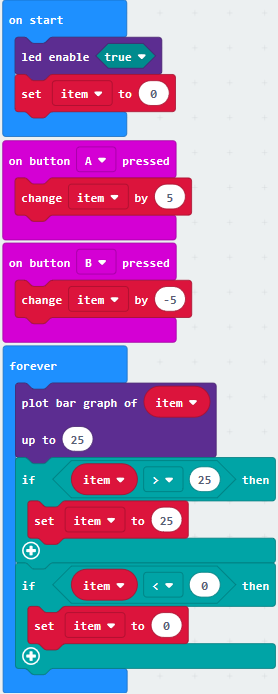 on start
led enable true
set item to 0
on button A pressed
change item by 5
on button B pressed
change item by -5
forever
plot bar graph of item
up to 25
if item > 25 then
set item to 25
if item < 0 then
set item to 0